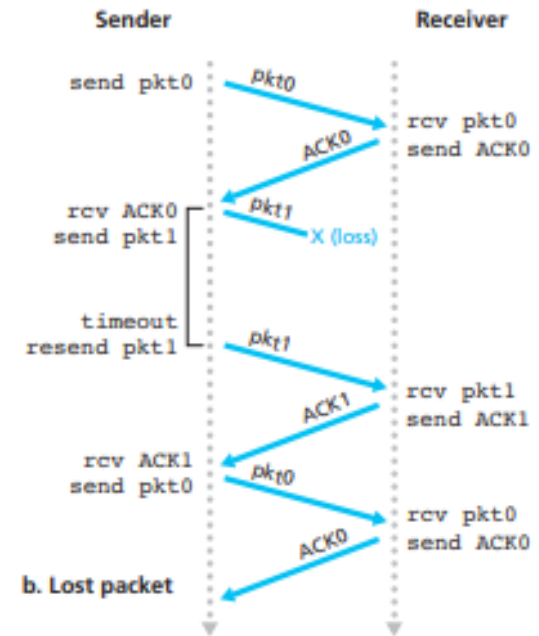 Sender
Receiver
send pkt0
pkt0
rcv pkt0
send ACK0
ACK0
rcv ACK0
send pkt1
pkt1
X (loss)
timeout
resend pkt1
pkt1
rcv pkt1
send ACK1
ACK1
rcv ACK1
send pkt0
pkt0
rcv pkt0
send ACK0
ACK0
b. Lost packet